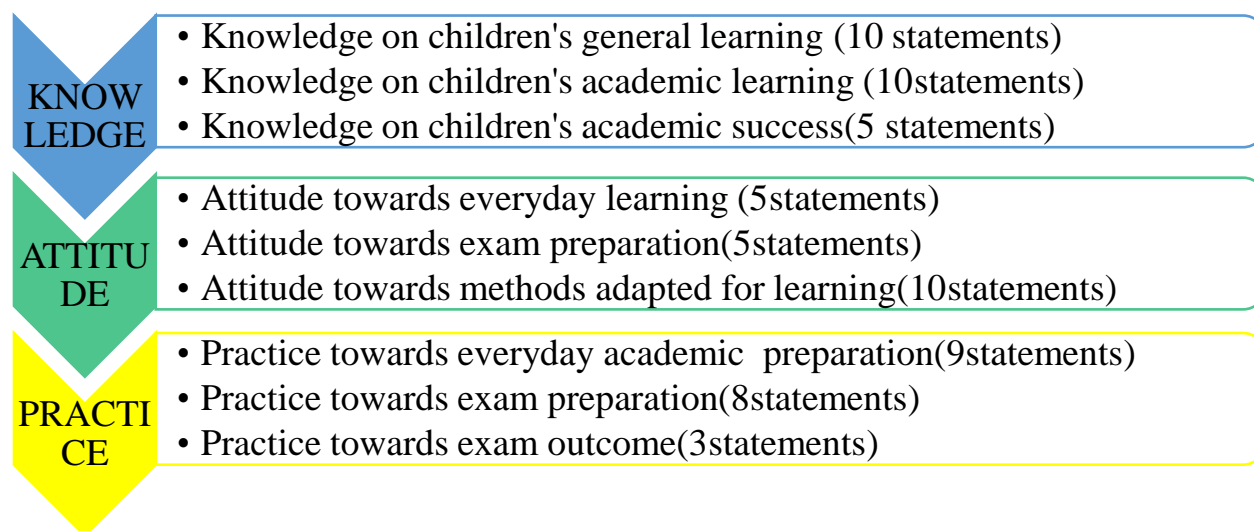 KNOW
LEDGE
• Knowledge on children's general learning (10 statements)
• Knowledge on children's academic learning (10statements)
• Knowledge on children's academic success(5 statements)
ATTITU
DE
• Attitude towards everyday learning (5statements)
• Attitude towards exam preparation(5statements)
• Attitude towards methods adapted for learning(10statements)
PRACTI
CE
• Practice towards everyday academic  preparation(9statements)
• Practice towards exam preparation(8statements)
• Practice towards exam outcome(3statements)